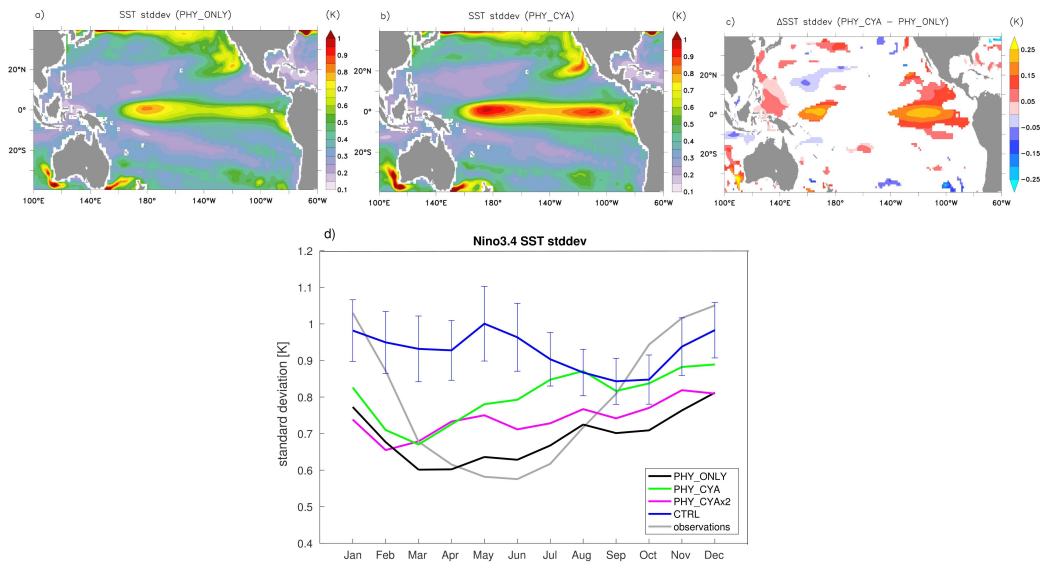 a) SST stddev (PHY_ONLY) (K)
b) SST stddev (PHY_CYA) (K)
c) ΔSST stddev (PHY_CYA − PHY_ONLY) (K)
20°N
0°
20°S
100°E 140°E 180° 140°W 100°W 60°W
1
0.9
0.8
0.7
0.6
0.5
0.4
0.3
0.2
0.1
20°N
0°
20°S
100°E 140°E 180° 140°W 100°W 60°W
1
0.9
0.8
0.7
0.6
0.5
0.4
0.3
0.2
0.1
20°N
0°
20°S
100°E 140°E 180° 140°W 100°W 60°W
0.25
0.15
0.05
−0.05
−0.15
−0.25
d) Nino3.4 SST stddev
standard deviation [K]
1.2
1.1
1
0.9
0.8
0.7
0.6
0.5
0.4
Jan Feb Mar Apr May Jun Jul Aug Sep Oct Nov Dec
PHY_ONLY
PHY_CYA
PHY_CYAx2
CTRL
observations